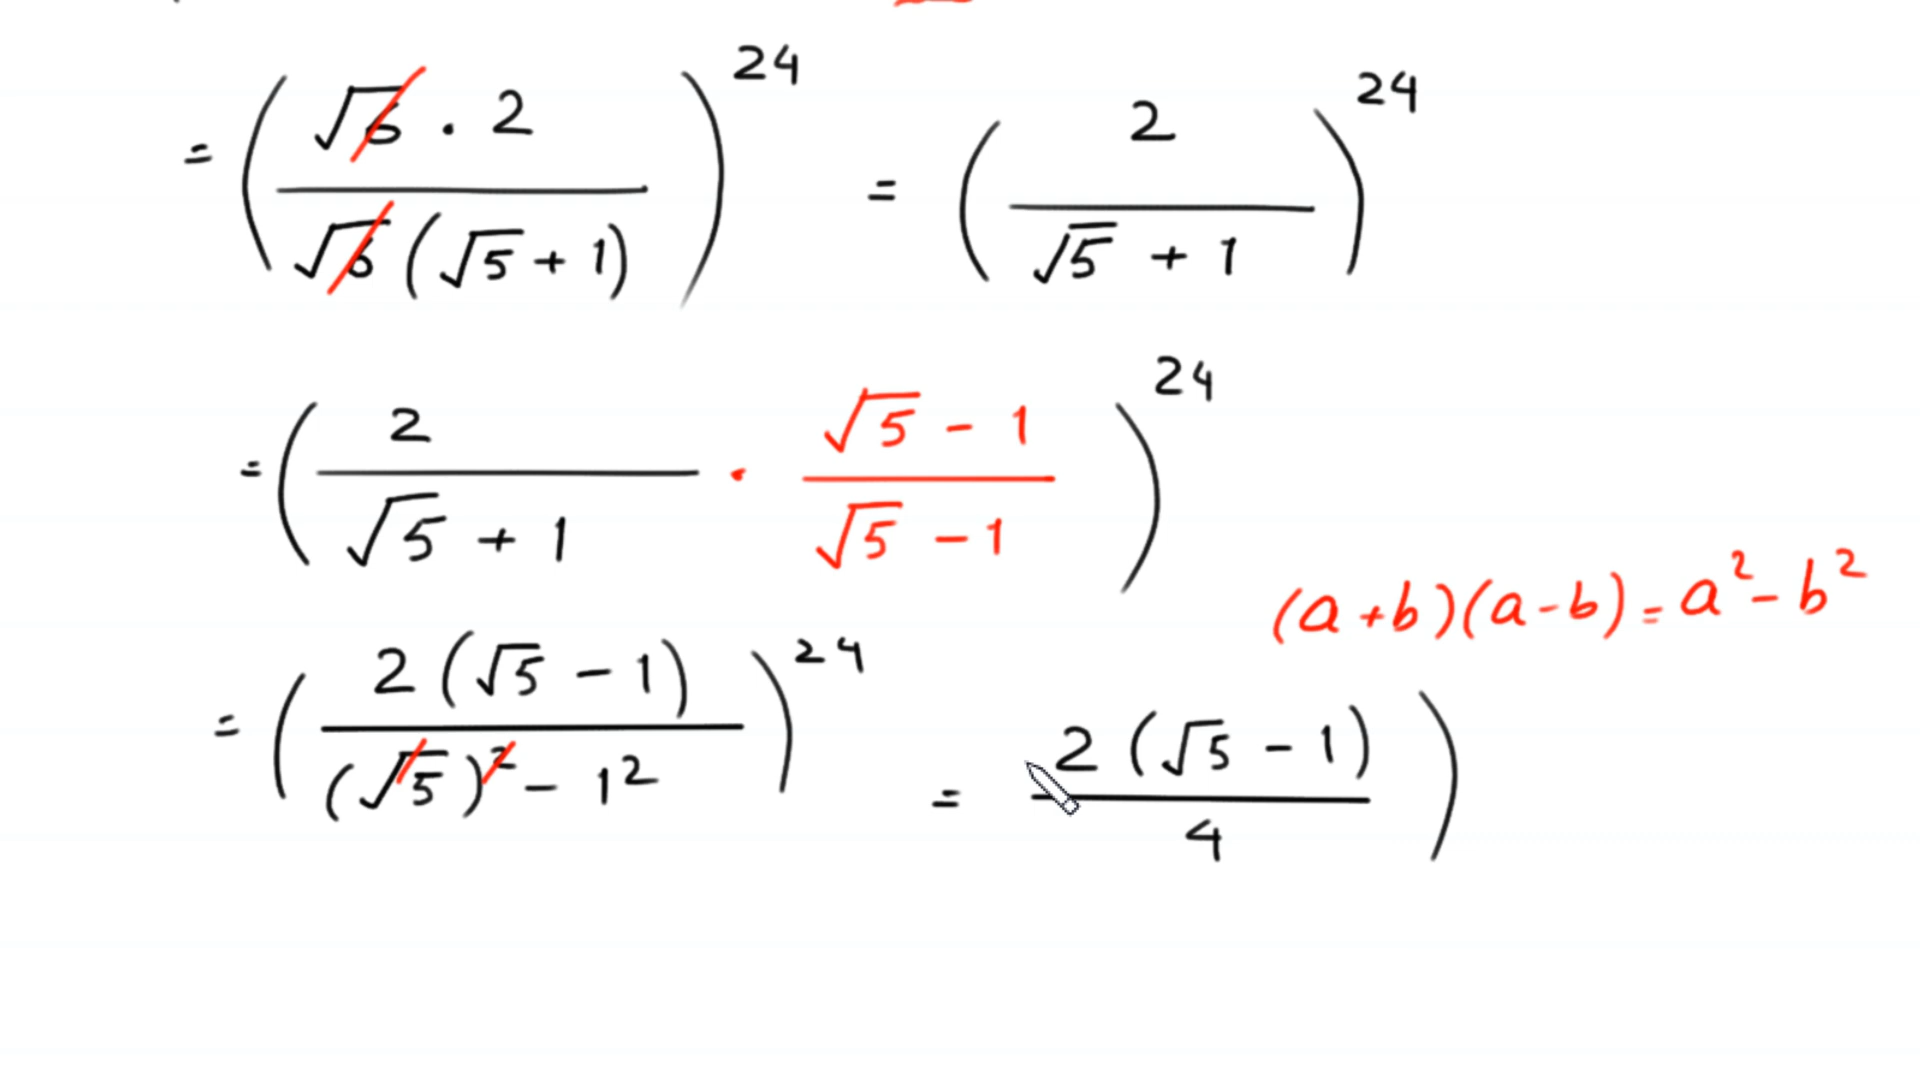 = (√6 · 2 / √6 (√5 + 1))^24 = (2 / √5 + 1)^24
= (2 / √5 + 1 · √5 - 1 / √5 - 1)^24
(a + b)(a - b) = a² - b²
= (2 (√5 - 1) / (√5)² - 1²)^24 = 2 (√5 - 1) / 4 )